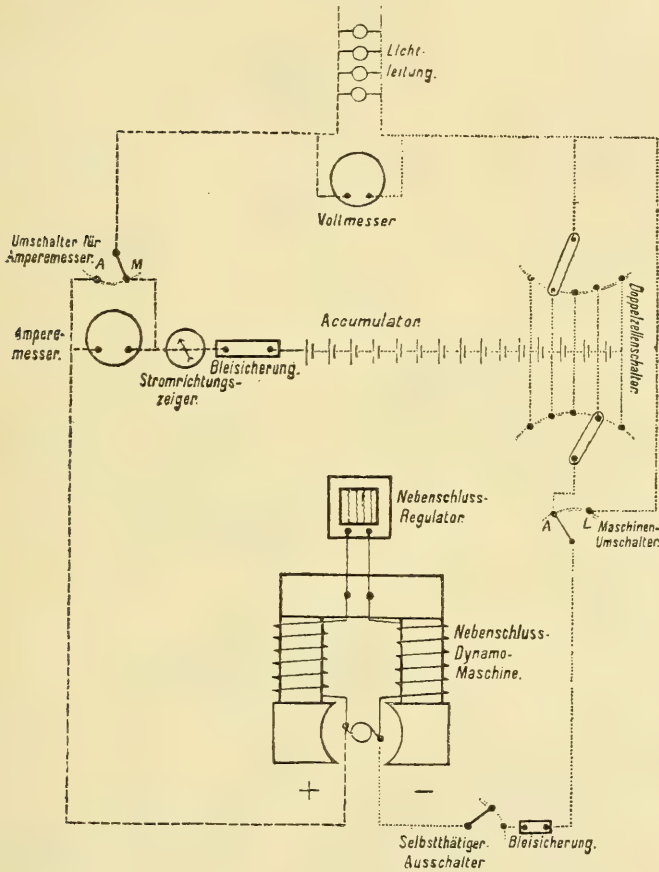 Licht-
leitung.
Voltmesser
Umschalter für
Amperemesser.
A M
Ampere-
messer.
Stromrichtungs-
zeiger.
Bleisicherung.
Accumulator.
Doppelzellenschalter.
A L
Maschinen-
Umschalter.
Nebenschluss-
Regulator.
Nebenschluss-
Dynamo-
Maschine.
+ −
Selbstthätiger-
Ausschalter
Bleisicherung.